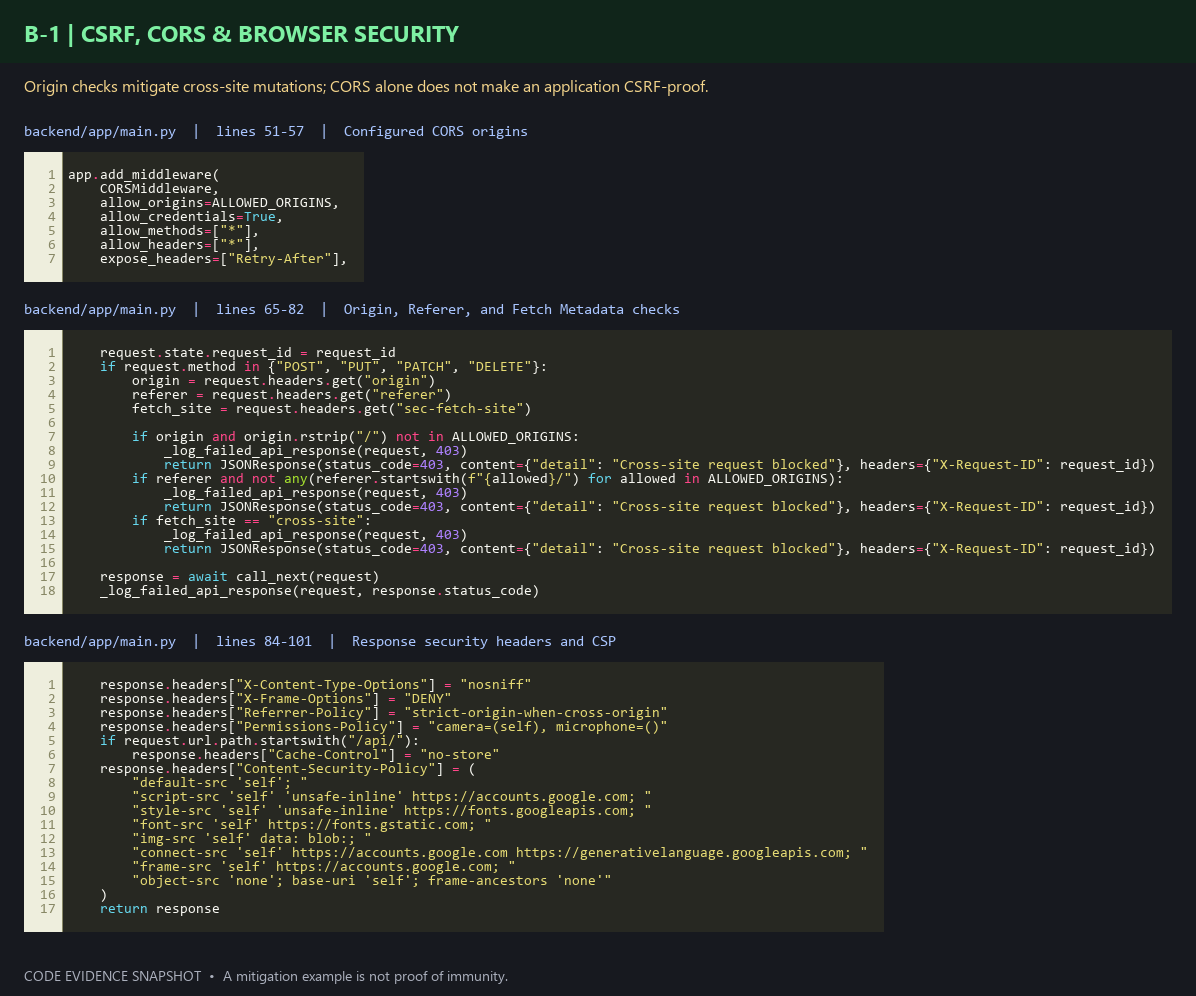 B-1 | CSRF, CORS & BROWSER SECURITY
Origin checks mitigate cross-site mutations; CORS alone does not make an application CSRF-proof.
backend/app/main.py | lines 51-57 | Configured CORS origins
1 app.add_middleware(
2     CORSMiddleware,
3     allow_origins=ALLOWED_ORIGINS,
4     allow_credentials=True,
5     allow_methods=["*"],
6     allow_headers=["*"],
7     expose_headers=["Retry-After"],
backend/app/main.py | lines 65-82 | Origin, Referer, and Fetch Metadata checks
1     request.state.request_id = request_id
2     if request.method in {"POST", "PUT", "PATCH", "DELETE"}:
3         origin = request.headers.get("origin")
4         referer = request.headers.get("referer")
5         fetch_site = request.headers.get("sec-fetch-site")
6
7         if origin and origin.rstrip("/") not in ALLOWED_ORIGINS:
8             _log_failed_api_response(request, 403)
9             return JSONResponse(status_code=403, content={"detail": "Cross-site request blocked"}, headers={"X-Request-ID": request_id})
10         if referer and not any(referer.startswith(f"{allowed}/") for allowed in ALLOWED_ORIGINS):
11             _log_failed_api_response(request, 403)
12             return JSONResponse(status_code=403, content={"detail": "Cross-site request blocked"}, headers={"X-Request-ID": request_id})
13         if fetch_site == "cross-site":
14             _log_failed_api_response(request, 403)
15             return JSONResponse(status_code=403, content={"detail": "Cross-site request blocked"}, headers={"X-Request-ID": request_id})
16
17     response = await call_next(request)
18     _log_failed_api_response(request, response.status_code)
backend/app/main.py | lines 84-101 | Response security headers and CSP
1     response.headers["X-Content-Type-Options"] = "nosniff"
2     response.headers["X-Frame-Options"] = "DENY"
3     response.headers["Referrer-Policy"] = "strict-origin-when-cross-origin"
4     response.headers["Permissions-Policy"] = "camera=(self), microphone=()"
5     if request.url.path.startswith("/api/"):
6         response.headers["Cache-Control"] = "no-store"
7     response.headers["Content-Security-Policy"] = (
8         "default-src 'self'; "
9         "script-src 'self' 'unsafe-inline' https://accounts.google.com; "
10         "style-src 'self' 'unsafe-inline' https://fonts.googleapis.com; "
11         "font-src 'self' https://fonts.gstatic.com; "
12         "img-src 'self' data: blob:; "
13         "connect-src 'self' https://accounts.google.com https://generativelanguage.googleapis.com; "
14         "frame-src 'self' https://accounts.google.com; "
15         "object-src 'none'; base-uri 'self'; frame-ancestors 'none'"
16     )
17     return response
CODE EVIDENCE SNAPSHOT • A mitigation example is not proof of immunity.